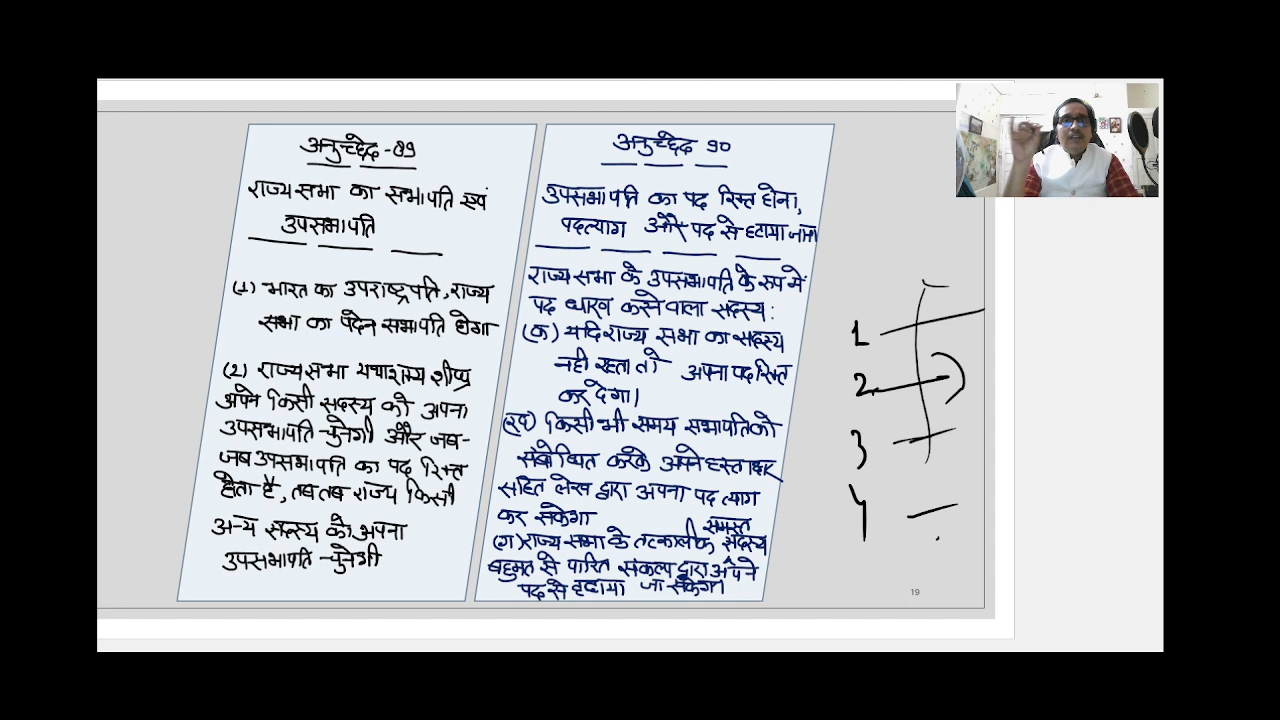 अनुच्छेद -89
राज्य सभा का सभापति एवं
उपसभापति
(1) भारत का उपराष्ट्रपति, राज्य
सभा का पदेन सभापति होगा
(2) राज्य सभा यथाशक्य शीघ्र
अपने किसी सदस्य को अपना
उपसभापति चुनेगी और जब-
जब उपसभापति का पद रिक्त
होता है, तब तब राज्य किसी
अन्य सदस्य को अपना
उपसभापति चुनेगी
अनुच्छेद 90
उपसभापति का पद रिक्त होना,
पदत्याग और पद से हटाया जाना
राज्य सभा के उपसभापति के रूप में
पद धारण करने वाला सदस्य:
(क) यदि राज्य सभा का सदस्य
नहीं रहता तो अपना पद रिक्त
कर देगा।
(ख) किसी भी समय सभापति को
संबोधित करके अपने हस्ताक्षर
सहित लेख द्वारा अपना पद त्याग
कर सकेगा
समस्त
(ग) राज्य सभा के तत्कालीक सदस्य
बहुमत से पारित संकल्प द्वारा अपने
पद से हटाया जा सकेगा।
1
2
3
4
19